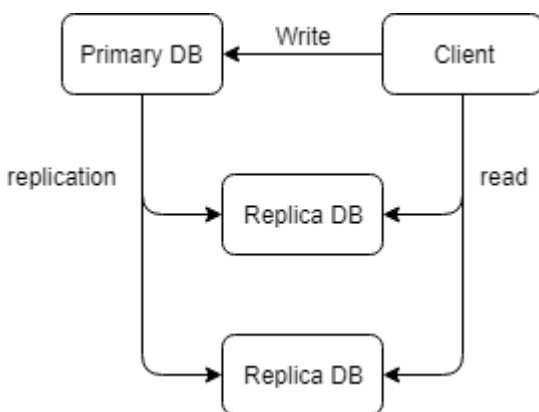 Primary DB
Write
Client
replication
read
Replica DB
Replica DB